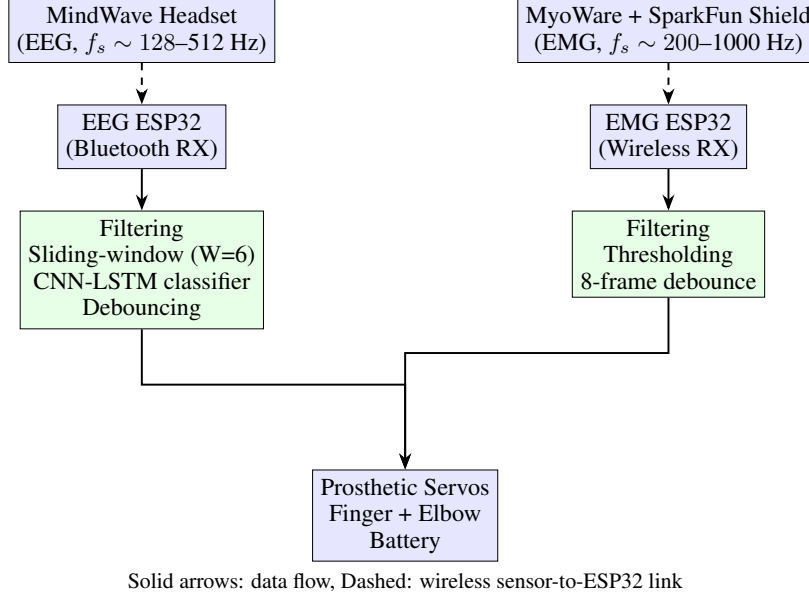 MindWave Headset
(EEG, fs ∼ 128–512 Hz)
MyoWare + SparkFun Shield
(EMG, fs ∼ 200–1000 Hz)
EEG ESP32
(Bluetooth RX)
EMG ESP32
(Wireless RX)
Filtering
Sliding-window (W=6)
CNN-LSTM classifier
Debouncing
Filtering
Thresholding
8-frame debounce
Prosthetic Servos
Finger + Elbow
Battery
Solid arrows: data flow, Dashed: wireless sensor-to-ESP32 link